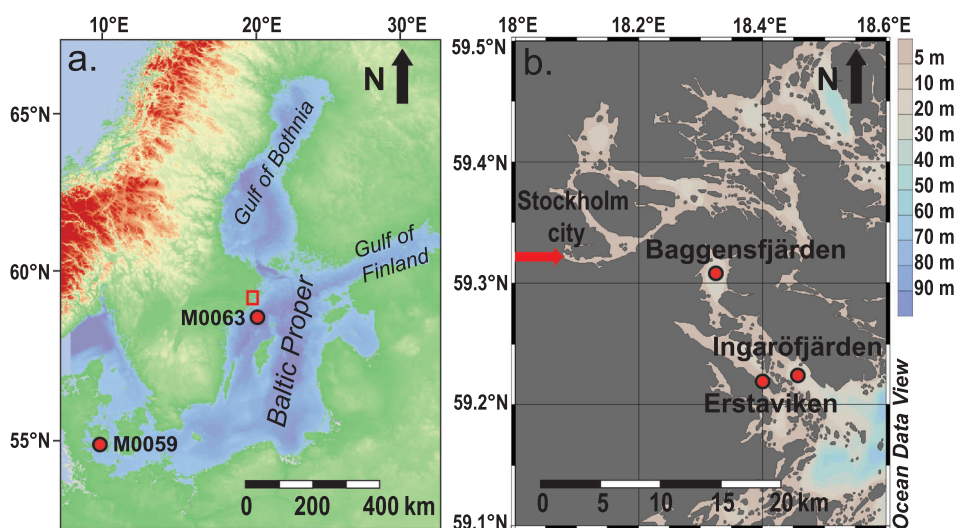 10°E 20°E 30°E
a.
N
65°N
60°N
55°N
Gulf of Bothnia
Gulf of
Finland
M0063
Baltic Proper
M0059
0 200 400 km
18°E 18.2°E 18.4°E 18.6°E
b.
N
59.5°N
59.4°N
59.3°N
59.2°N
59.1°N
Stockholm
city
Baggensfjärden
Ingaröfjärden
Erstaviken
0 5 10 15 20 km
5 m
10 m
20 m
30 m
40 m
50 m
60 m
70 m
80 m
90 m
Ocean Data View